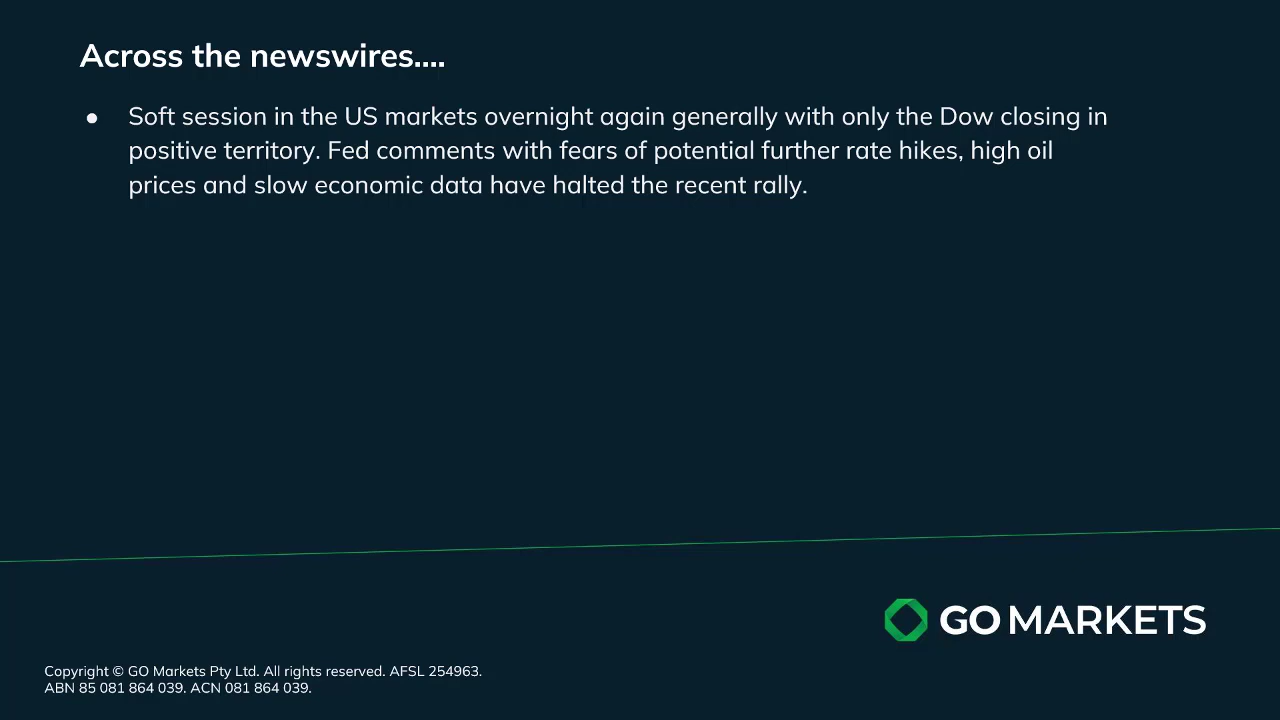 Across the newswires....
● Soft session in the US markets overnight again generally with only the Dow closing in
positive territory. Fed comments with fears of potential further rate hikes, high oil
prices and slow economic data have halted the recent rally.
GO MARKETS
Copyright © GO Markets Pty Ltd. All rights reserved. AFSL 254963.
ABN 85 081 864 039. ACN 081 864 039.